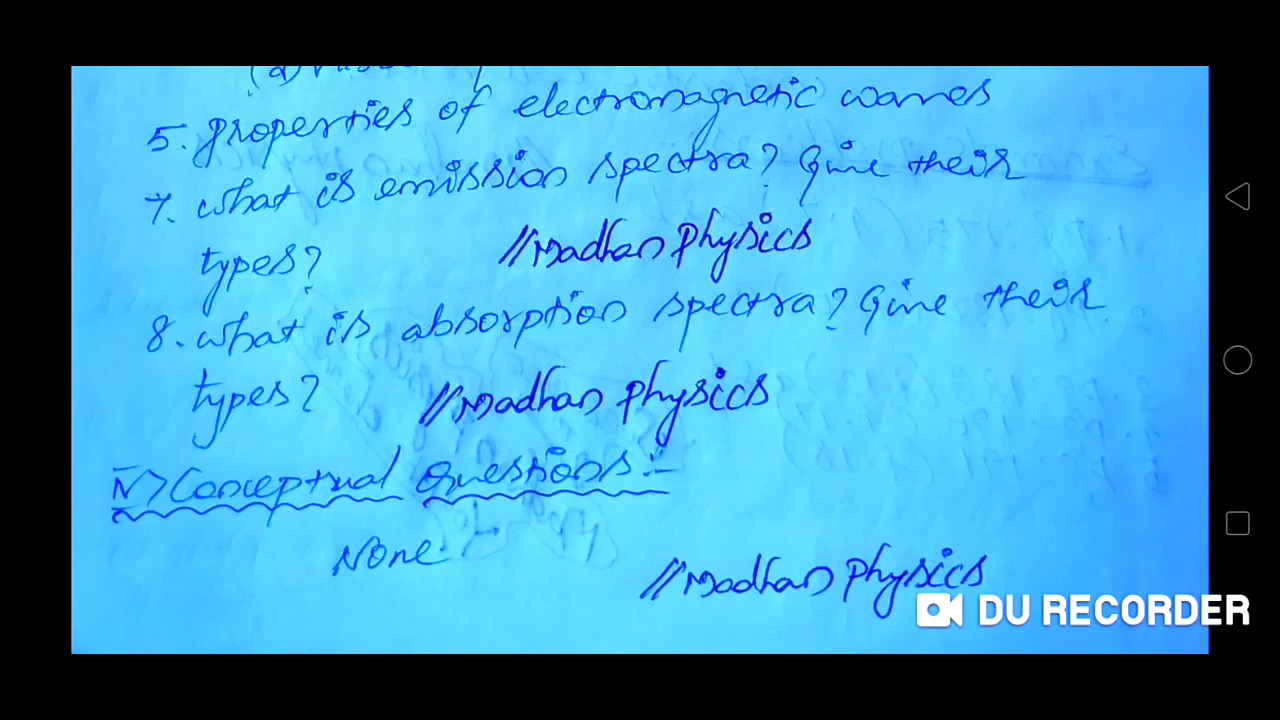 5. properties of electromagnetic waves
7. what is emission spectra? Give their
types?
//Madhan physics
8. what is absorption spectra? Give their
types?
//Madhan physics
IV) Conceptual Questions:-
None.
//Madhan physics
DU RECORDER